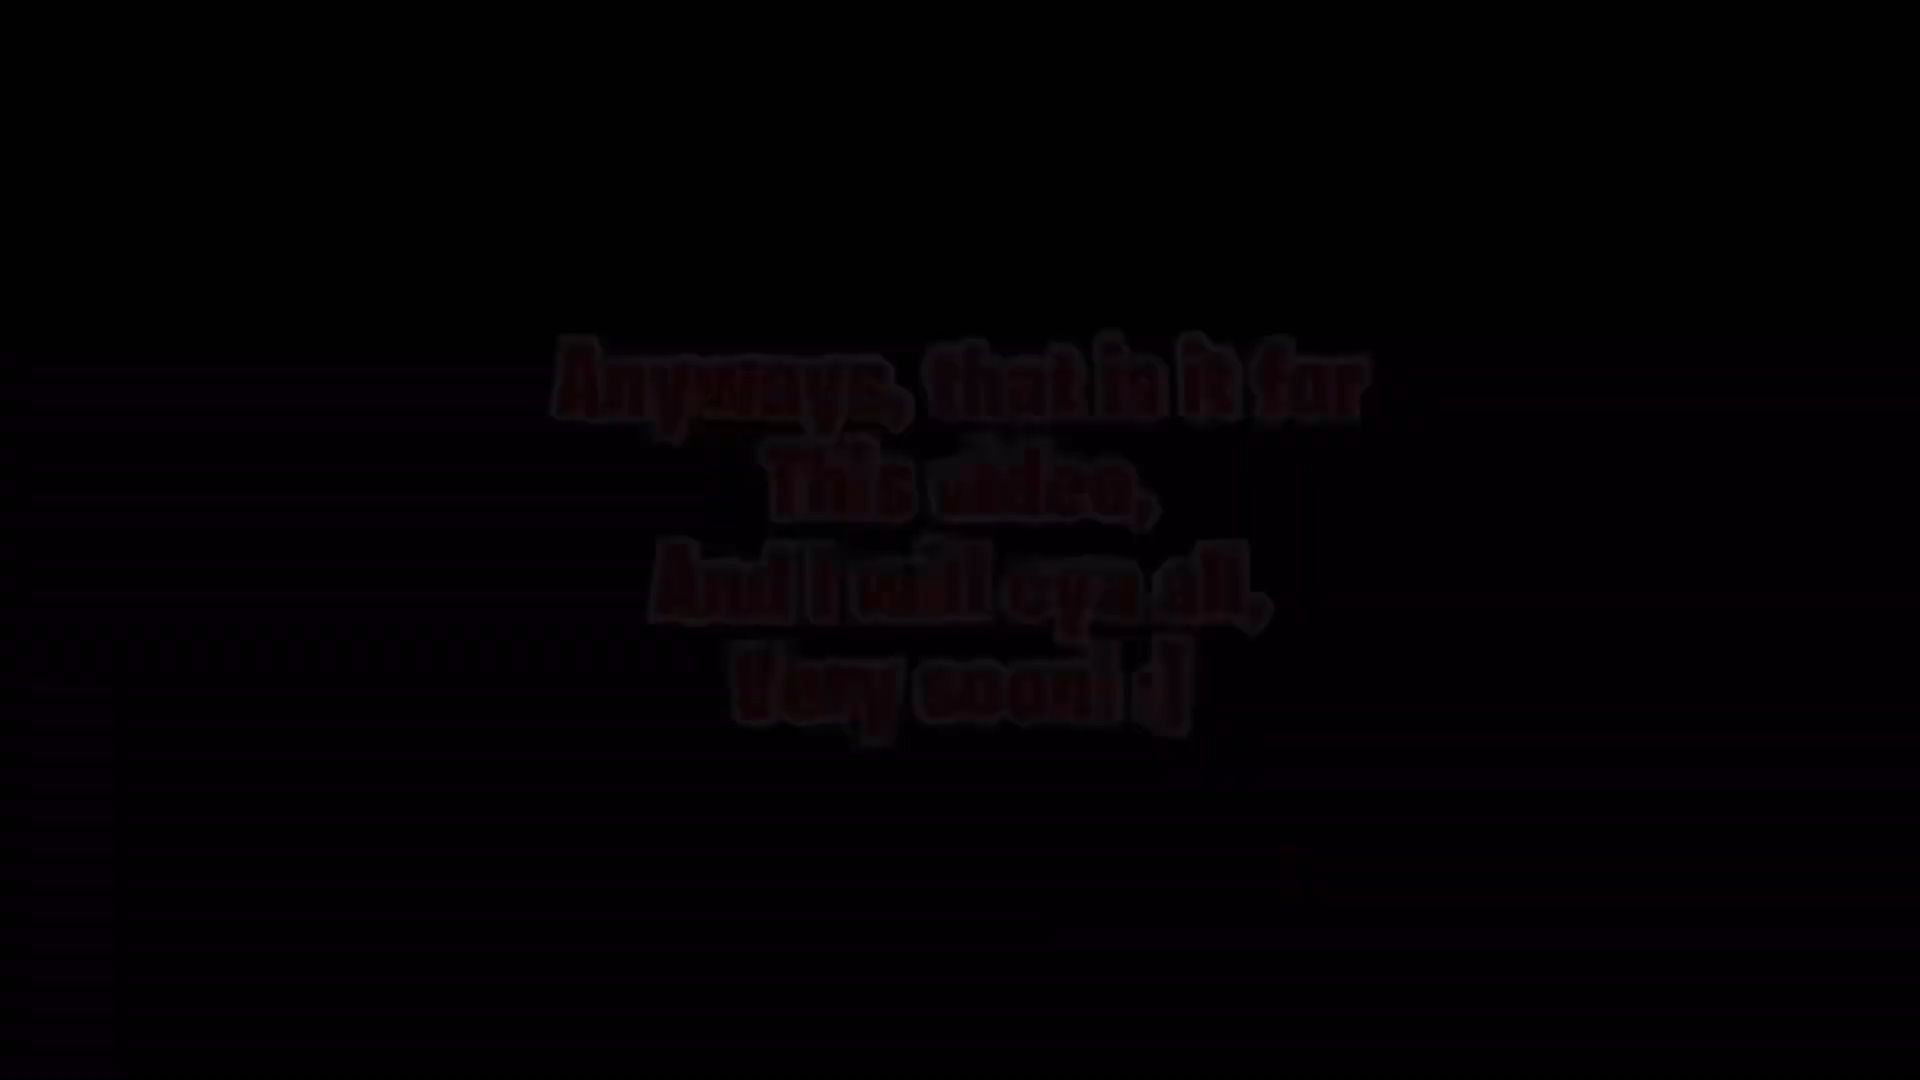 Anyways, that is it for
This video,
And I will cya all,
Very soon! :]